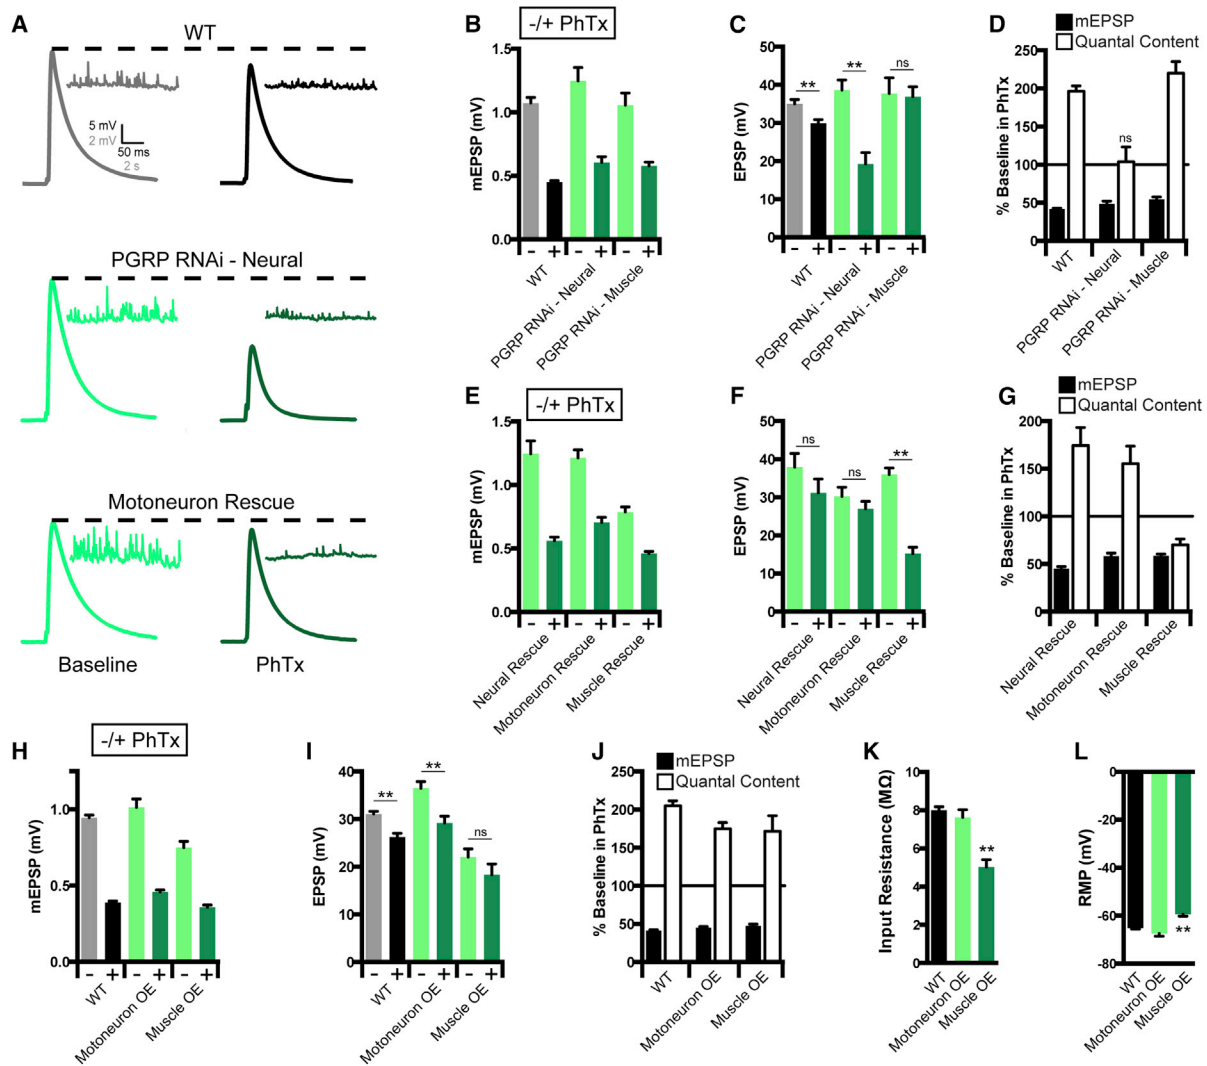 A
WT
5 mV
2 mV
50 ms
2 s
PGRP RNAi - Neural
Motoneuron Rescue
Baseline
PhTx
B
-/+ PhTx
mEPSP (mV)
1.5
1.0
0.5
0.0
- + - + - +
WT
PGRP RNAi - Neural
PGRP RNAi - Muscle
C
EPSP (mV)
50
40
30
20
10
0
** ** ns
- + - + - +
WT
PGRP RNAi - Neural
PGRP RNAi - Muscle
D
mEPSP
Quantal Content
% Baseline in PhTx
250
200
150
100
50
0
ns
WT
PGRP RNAi - Neural
PGRP RNAi - Muscle
E
-/+ PhTx
mEPSP (mV)
1.5
1.0
0.5
0.0
- + - + - +
Neural Rescue
Motoneuron Rescue
Muscle Rescue
F
EPSP (mV)
50
40
30
20
10
0
ns ns **
- + - + - +
Neural Rescue
Motoneuron Rescue
Muscle Rescue
G
mEPSP
Quantal Content
% Baseline in PhTx
200
150
100
50
0
Neural Rescue
Motoneuron Rescue
Muscle Rescue
H
-/+ PhTx
mEPSP (mV)
1.0
0.5
0.0
- + - + - +
WT
Motoneuron OE
Muscle OE
I
EPSP (mV)
40
30
20
10
0
** ** ns
- + - + - +
WT
Motoneuron OE
Muscle OE
J
mEPSP
Quantal Content
% Baseline in PhTx
250
200
150
100
50
0
WT
Motoneuron OE
Muscle OE
K
Input Resistance (MΩ)
8
6
4
2
0
**
WT
Motoneuron OE
Muscle OE
L
RMP (mV)
0
-20
-40
-60
-80
**
WT
Motoneuron OE
Muscle OE